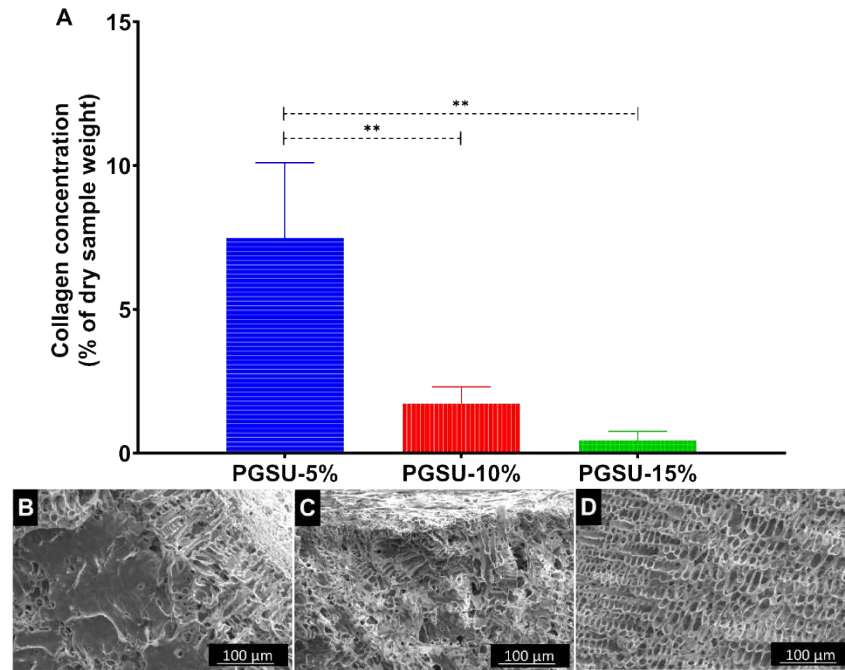 A
15
**
**
10
5
0
Collagen concentration
(% of dry sample weight)
PGSU-5% PGSU-10% PGSU-15%
B C D
100 µm 100 µm 100 µm